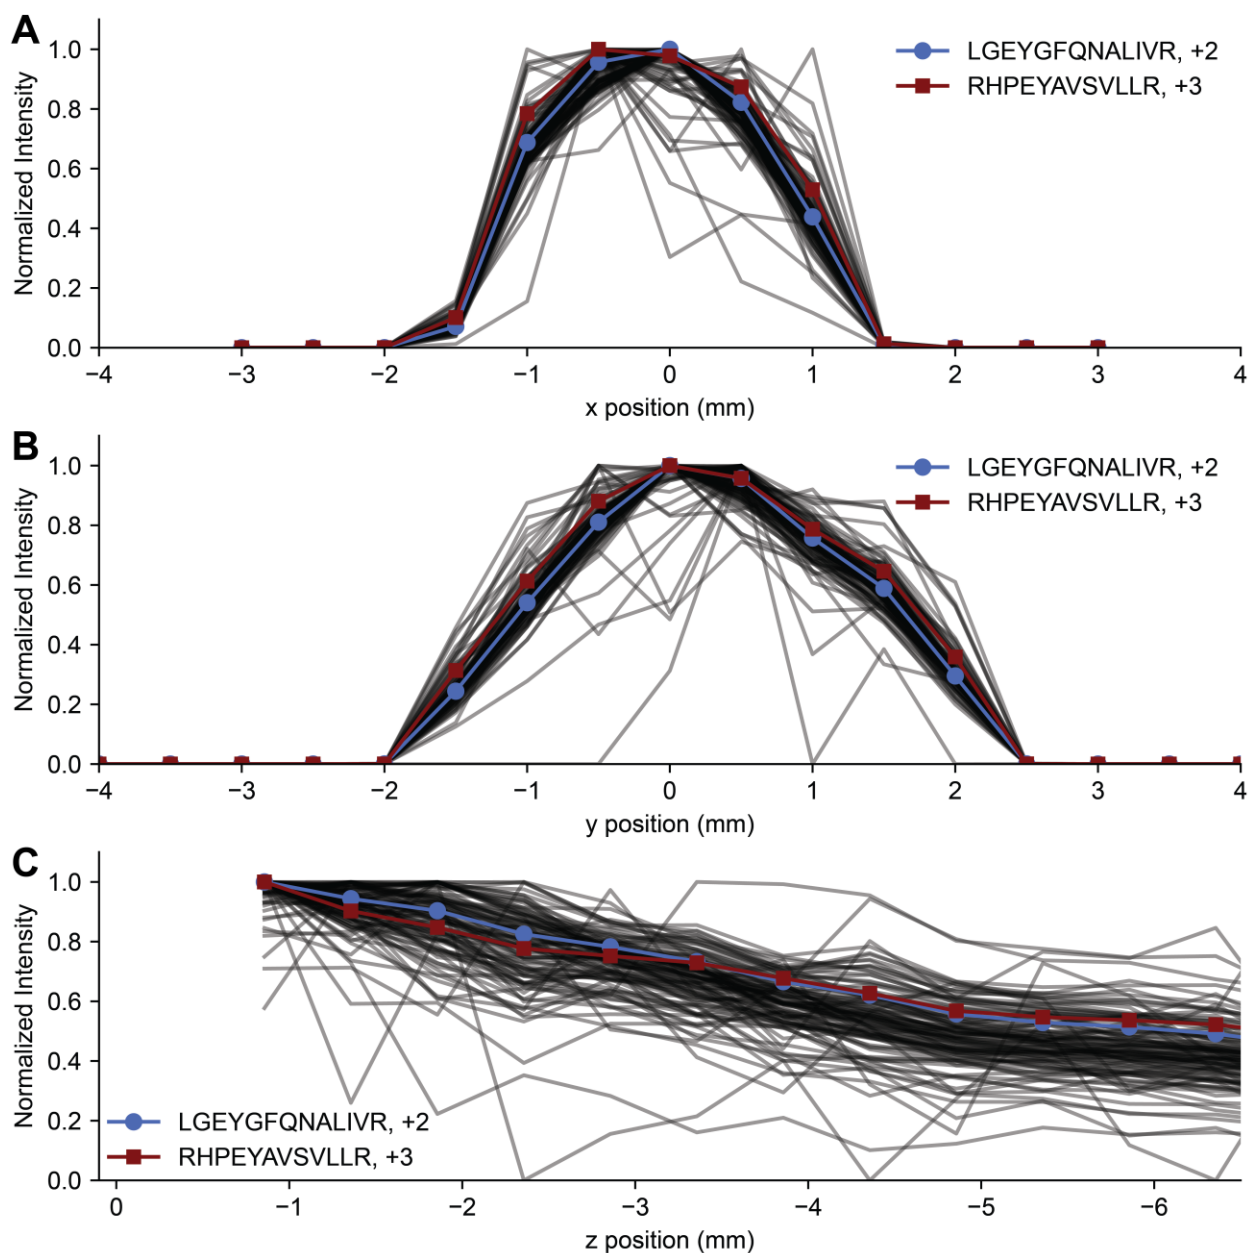 A
1.0
0.8
0.6
0.4
0.2
0.0
Normalized Intensity
LGEYGFQNALIVR, +2
RHPEYAVSVLLR, +3
−4 −3 −2 −1 0 1 2 3 4
x position (mm)
B
1.0
0.8
0.6
0.4
0.2
0.0
Normalized Intensity
LGEYGFQNALIVR, +2
RHPEYAVSVLLR, +3
−4 −3 −2 −1 0 1 2 3 4
y position (mm)
C
1.0
0.8
0.6
0.4
0.2
0.0
Normalized Intensity
LGEYGFQNALIVR, +2
RHPEYAVSVLLR, +3
0 −1 −2 −3 −4 −5 −6
z position (mm)